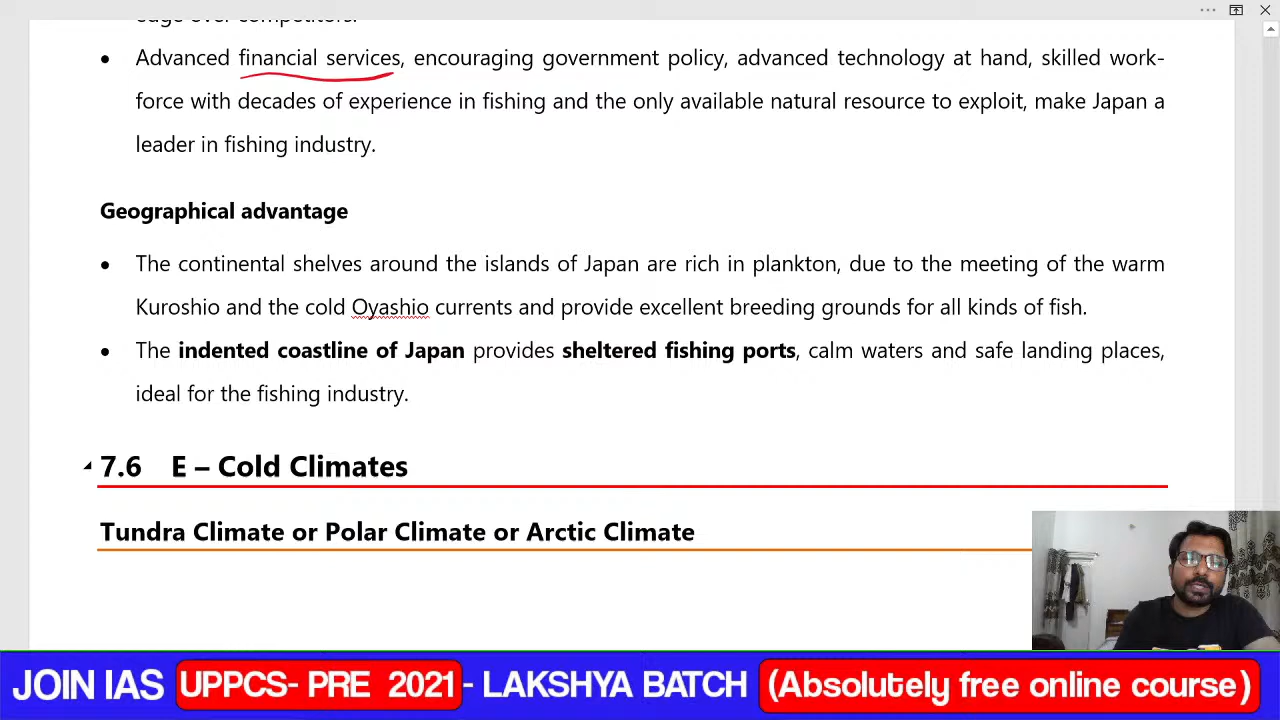 edge over competitors.
• Advanced financial services, encouraging government policy, advanced technology at hand, skilled work-
force with decades of experience in fishing and the only available natural resource to exploit, make Japan a
leader in fishing industry.
Geographical advantage
• The continental shelves around the islands of Japan are rich in plankton, due to the meeting of the warm
Kuroshio and the cold Oyashio currents and provide excellent breeding grounds for all kinds of fish.
• The indented coastline of Japan provides sheltered fishing ports, calm waters and safe landing places,
ideal for the fishing industry.
7.6 E – Cold Climates
Tundra Climate or Polar Climate or Arctic Climate
JOIN IAS UPPCS- PRE 2021 - LAKSHYA BATCH (Absolutely free online course)